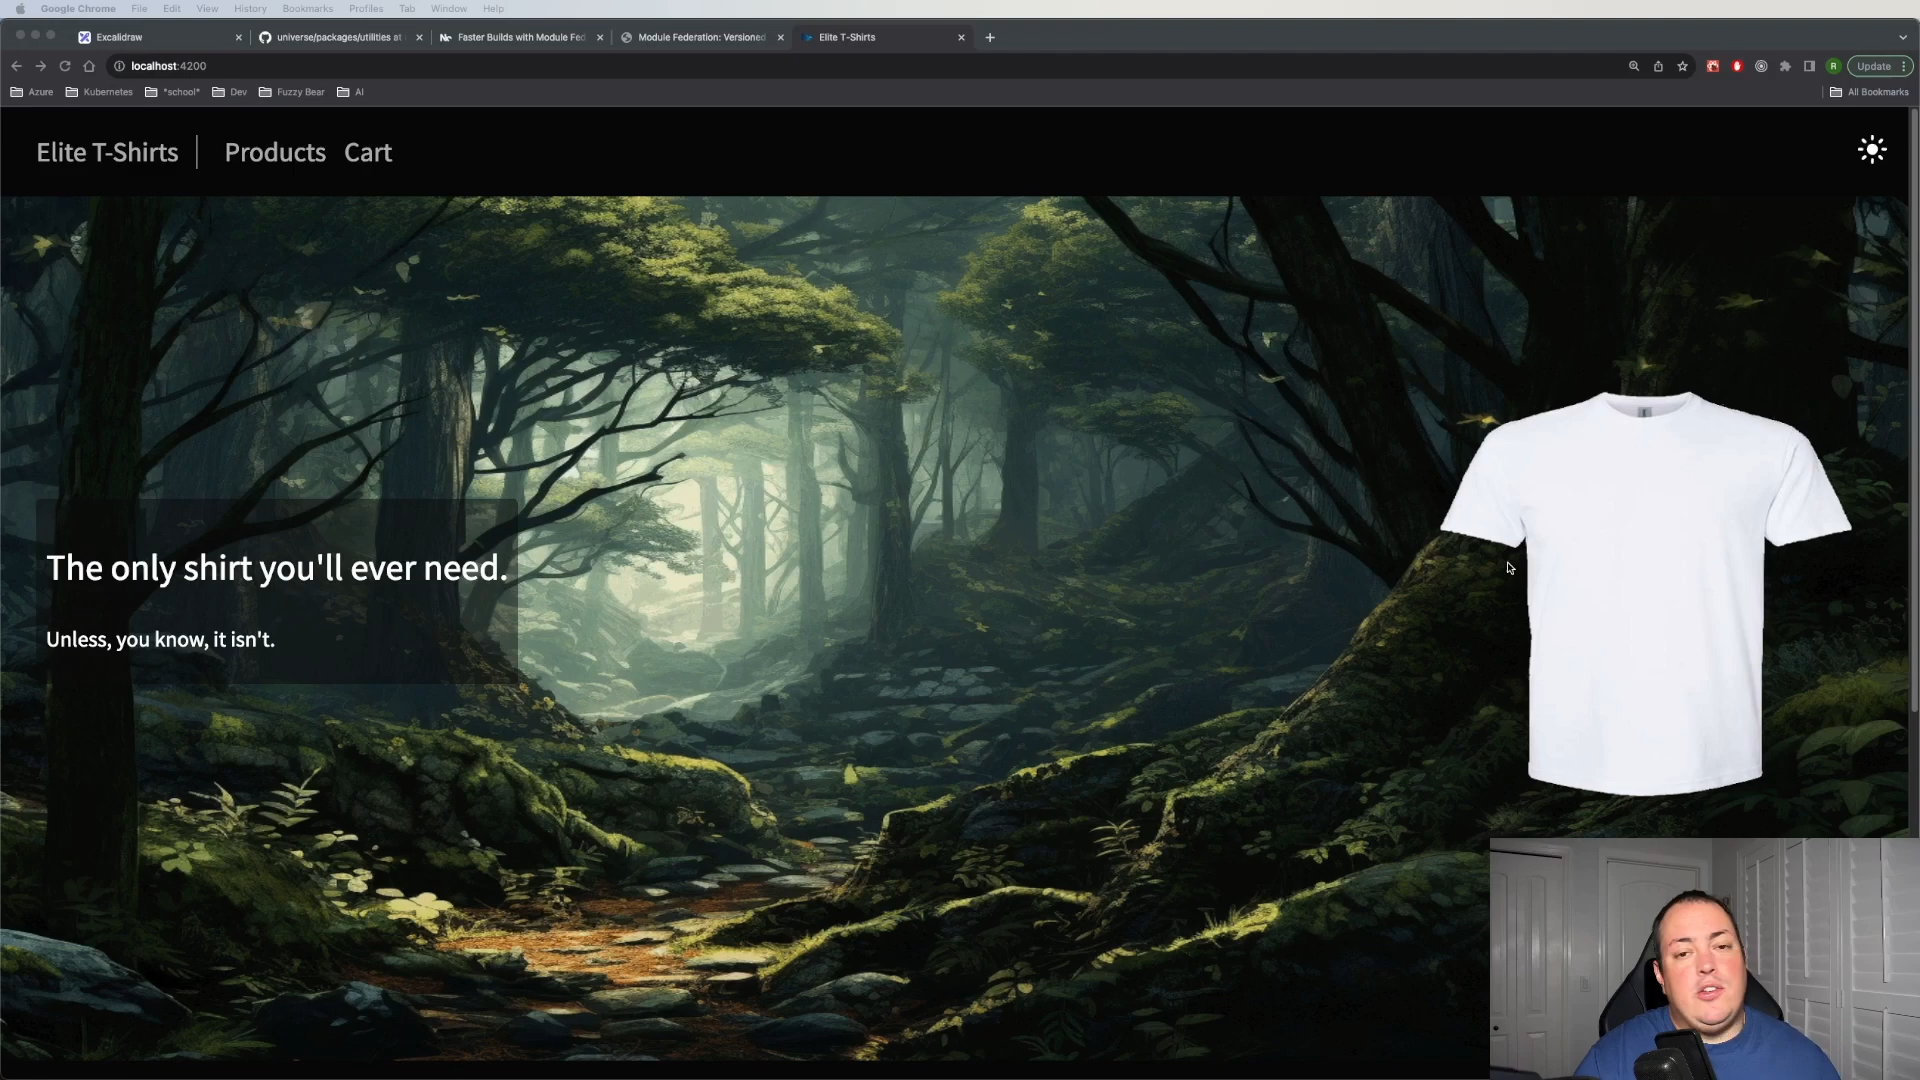 Google Chrome File Edit View History Bookmarks Profiles Tab Window Help
Excalidraw universe/packages/utilities at Faster Builds with Module Fed Module Federation: Versioned Elite T-Shirts
localhost:4200 R Update
Azure Kubernetes *school* Dev Fuzzy Bear AI All Bookmarks
Elite T-Shirts Products Cart
The only shirt you'll ever need.
Unless, you know, it isn't.